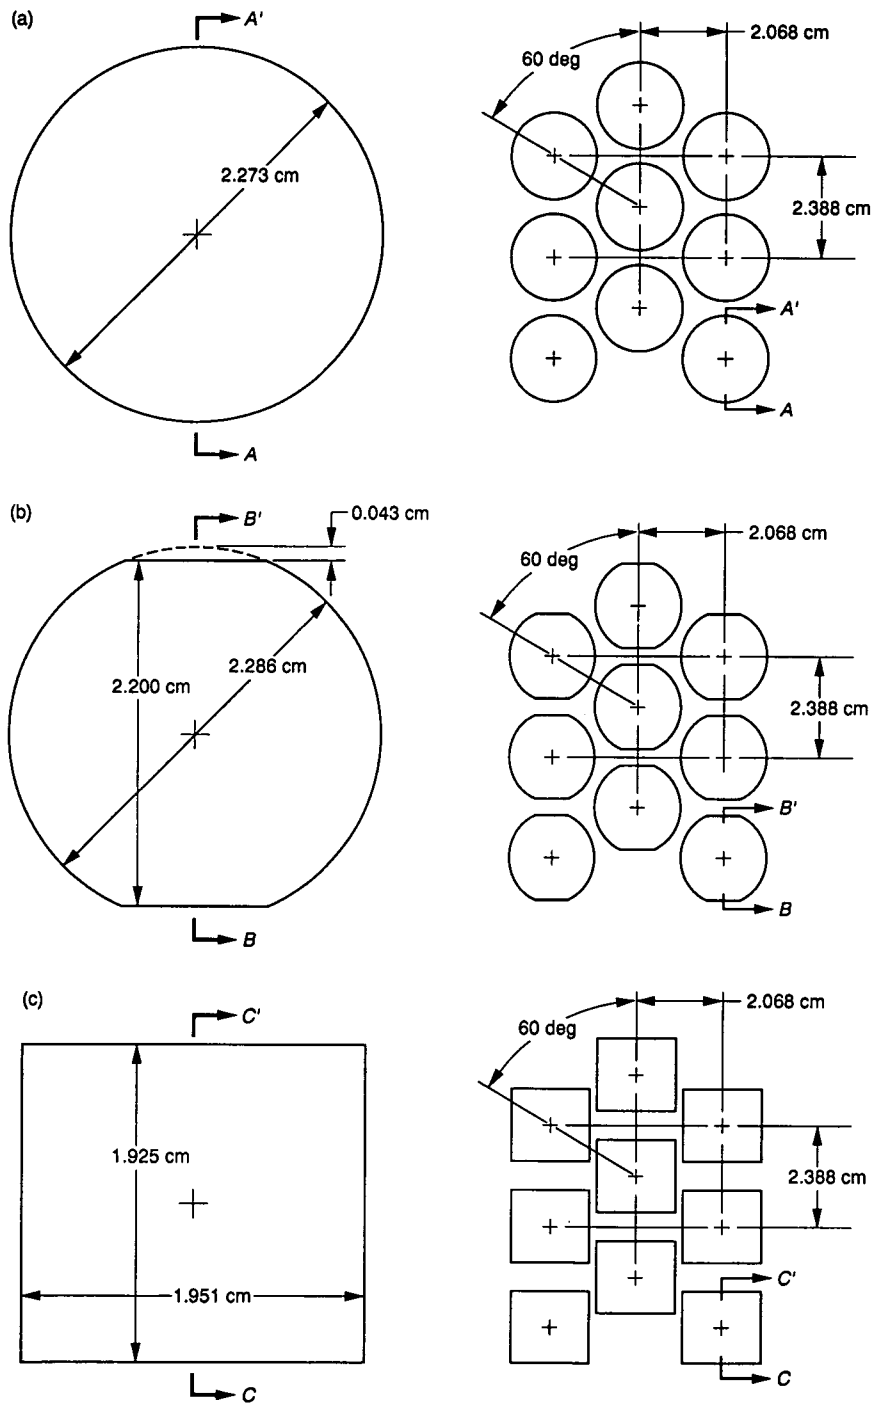 (a)
A'
2.273 cm
A
60 deg
2.068 cm
2.388 cm
A'
A
(b)
B'
0.043 cm
2.200 cm
2.286 cm
B
60 deg
2.068 cm
2.388 cm
B'
B
(c)
C'
1.925 cm
1.951 cm
C
60 deg
2.068 cm
2.388 cm
C'
C